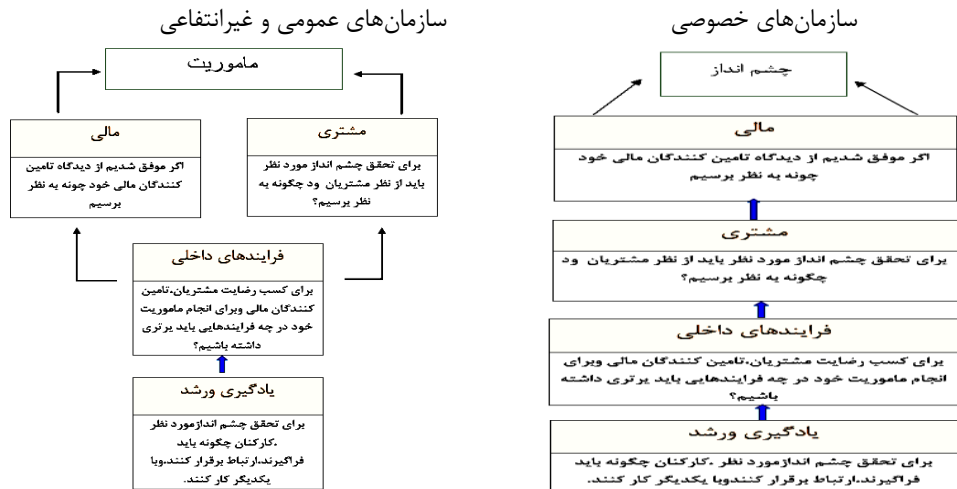 سازمان‌های خصوصی
چشم انداز
مالی
اگر موفق شدیم از دیدگاه تامین کنندگان مالی خود
چونه به نظر برسیم
مشتری
برای تحقق چشم انداز مورد نظر باید از نظر مشتریان ود
چگونه به نظر برسیم؟
فرایندهای داخلی
برای کسب رضایت مشتریان،تامین کنندگان مالی وبرای
انجام ماموریت خود در چه فرایندهایی باید برتری داشته
باشیم؟
یادگیری ورشد
برای تحقق چشم اندازمورد نظر ،کارکنان چگونه باید
فراگیرند،ارتباط برقرار کنندوبا یکدیگر کار کنند.
سازمان‌های عمومی و غیرانتفاعی
ماموریت
مشتری
برای تحقق چشم انداز مورد نظر
باید از نظر مشتریان ود چگونه به
نظر برسیم؟
مالی
اگر موفق شدیم از دیدگاه تامین
کنندگان مالی خود چونه به نظر
برسیم
فرایندهای داخلی
برای کسب رضایت مشتریان،تامین
کنندگان مالی وبرای انجام ماموریت
خود در چه فرایندهایی باید برتری
داشته باشیم؟
یادگیری ورشد
برای تحقق چشم اندازمورد نظر
،کارکنان چگونه باید
فراگیرند،ارتباط برقرار کنند،وبا
یکدیگر کار کنند.